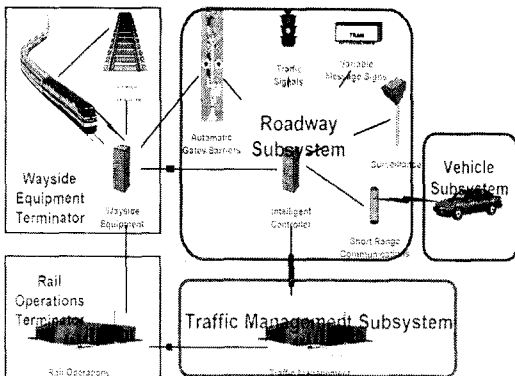 TRAIN
Traffic
Signals
Variable
Message Signs
Automatic
Gates Barriers
Roadway
Subsystem
Surveillance
Vehicle
Subsystem
Wayside
Equipment
Terminator
Wayside
Equipment
Intelligent
Controller
Short Range
Communications
Rail
Operations
Terminator
Rail Operations
Traffic Management Subsystem
Traffic Management